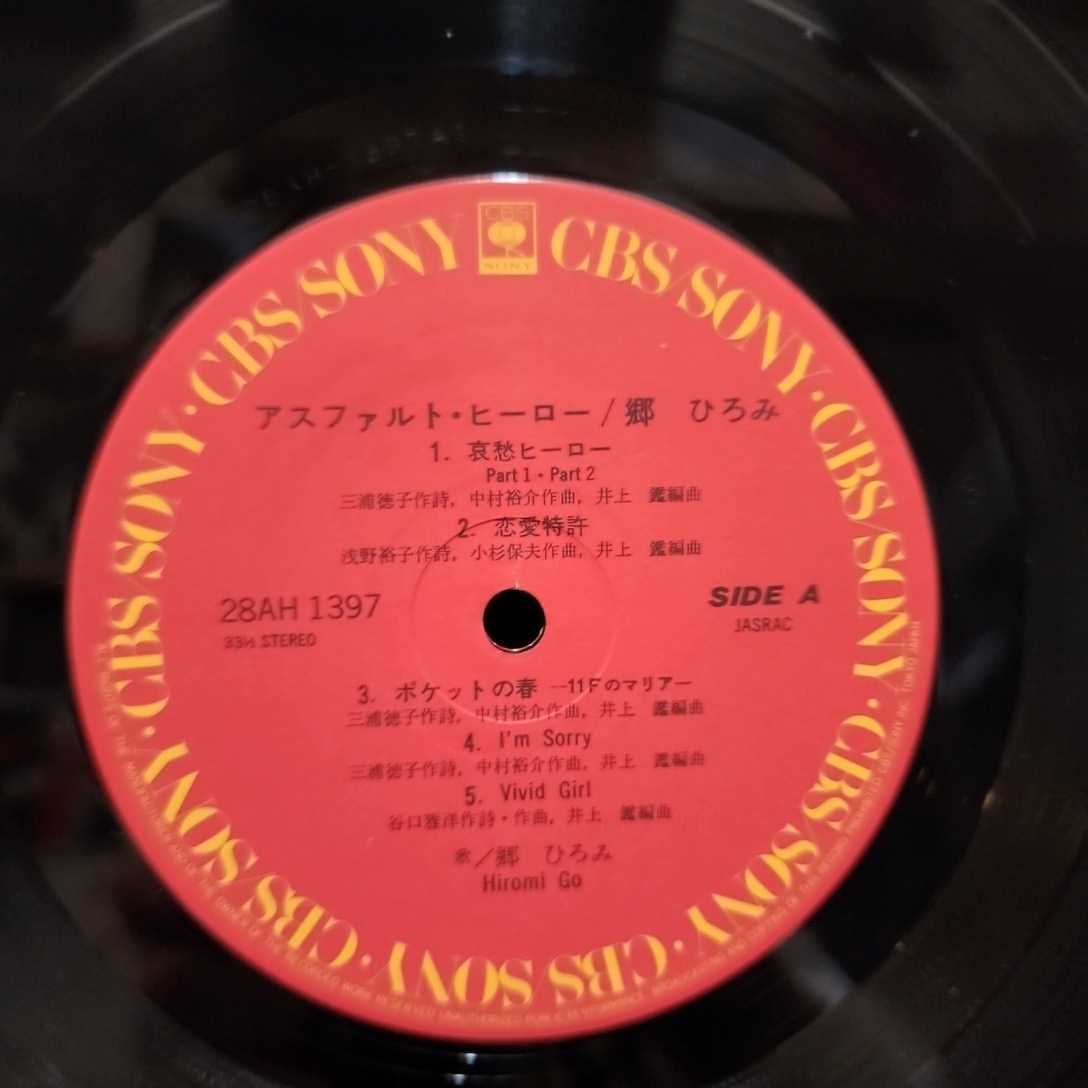 CBS/SONY · CBS/SONY · CBS/SONY · CBS/SONY · CBS/SONY · CBS/SONY · CBS/SONY · CBS/SONY
CBS
SONY
アスファルト・ヒーロー/郷 ひろみ
1. 哀愁ヒーロー
Part 1・Part 2
三浦徳子作詩, 中村裕介作曲, 井上 鑑編曲
2. 恋愛特許
浅野裕子作詩, 小杉保夫作曲, 井上 鑑編曲
28AH 1397
33⅓ STEREO
SIDE A
JASRAC
3. ポケットの春 —11Fのマリアー
三浦徳子作詩, 中村裕介作曲, 井上 鑑編曲
4. I'm Sorry
三浦徳子作詩, 中村裕介作曲, 井上 鑑編曲
5. Vivid Girl
谷口雅洋作詩・作曲, 井上 鑑編曲
歌/郷 ひろみ
Hiromi Go